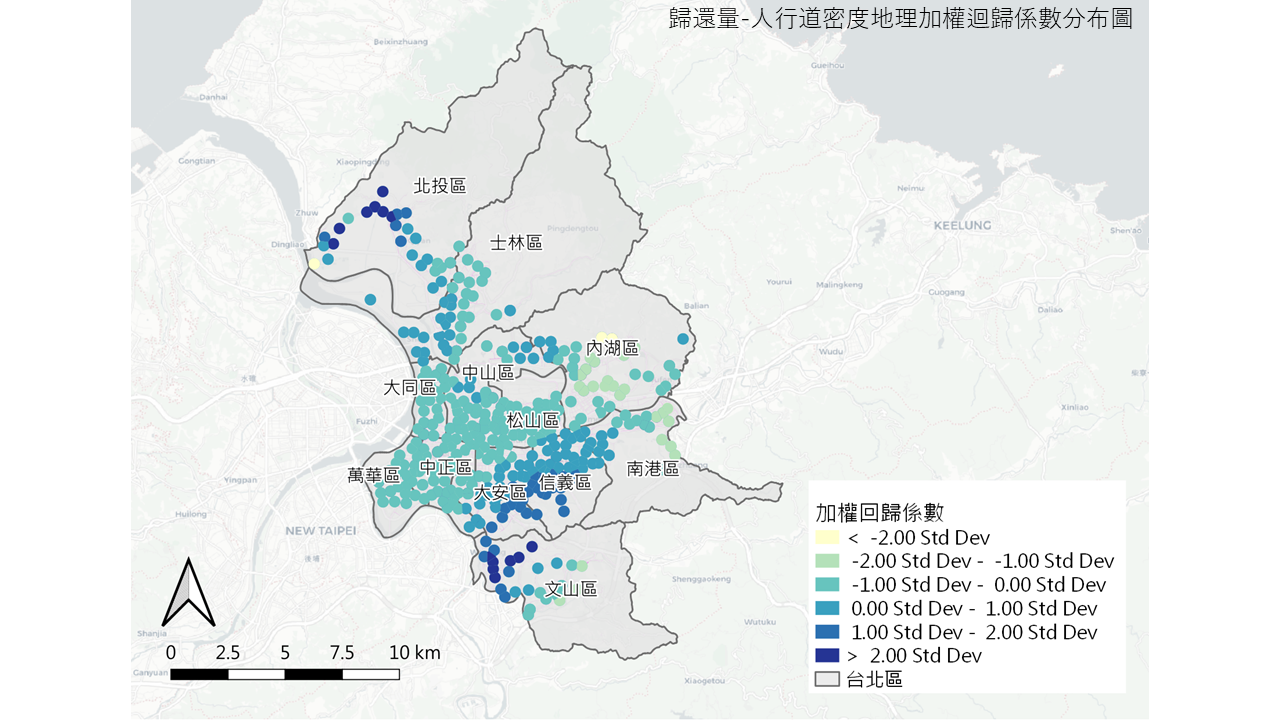 歸還量-人行道密度地理加權迴歸係數分布圖
Beixinzhuang
Gueihou
Danhai
Gongtian
Xiaopingding
北投區
Neimu
Zhuw
KEELUNG
Pingdongtou
Shen'ao
士林區
Dingliao
Yourui
Malingkeng
Guogang
Balian
Daliao
內湖區
Wudu
中山區
大同區
Xinliao
Fuzhi
松山區
萬華區
中正區
南港區
Yingpan
大安區
信義區
Huilong
NEW TAIPEI
Shenggaokeng
文山區
Wutuku
Shanjia
Ganyuan
Xiaogetou
0 2.5 5 7.5 10 km
加權回歸係數
< -2.00 Std Dev
-2.00 Std Dev - -1.00 Std Dev
-1.00 Std Dev - 0.00 Std Dev
0.00 Std Dev - 1.00 Std Dev
1.00 Std Dev - 2.00 Std Dev
> 2.00 Std Dev
台北區